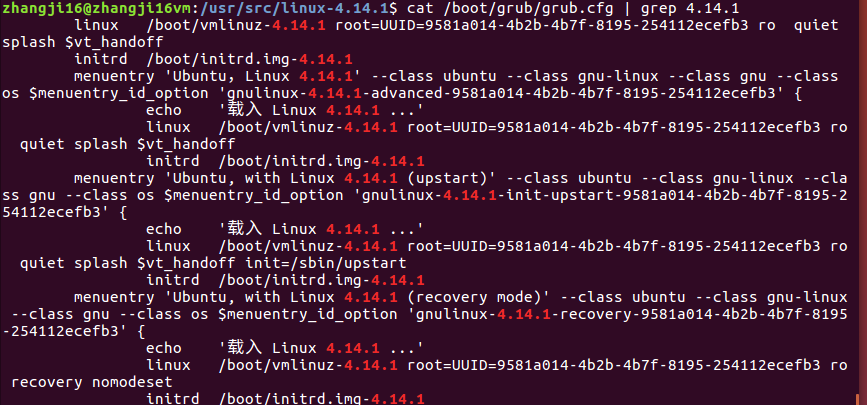 zhangji16@zhangji16vm:/usr/src/linux-4.14.1$ cat /boot/grub/grub.cfg | grep 4.14.1
linux /boot/vmlinuz-4.14.1 root=UUID=9581a014-4b2b-4b7f-8195-254112ecefb3 ro  quiet
splash $vt_handoff
initrd /boot/initrd.img-4.14.1
menuentry 'Ubuntu, Linux 4.14.1' --class ubuntu --class gnu-linux --class gnu --class
os $menuentry_id_option 'gnulinux-4.14.1-advanced-9581a014-4b2b-4b7f-8195-254112ecefb3' {
echo '载入 Linux 4.14.1 ...'
linux /boot/vmlinuz-4.14.1 root=UUID=9581a014-4b2b-4b7f-8195-254112ecefb3 ro
quiet splash $vt_handoff
initrd /boot/initrd.img-4.14.1
menuentry 'Ubuntu, with Linux 4.14.1 (upstart)' --class ubuntu --class gnu-linux --cla
ss gnu --class os $menuentry_id_option 'gnulinux-4.14.1-init-upstart-9581a014-4b2b-4b7f-8195-2
54112ecefb3' {
echo '载入 Linux 4.14.1 ...'
linux /boot/vmlinuz-4.14.1 root=UUID=9581a014-4b2b-4b7f-8195-254112ecefb3 ro
quiet splash $vt_handoff init=/sbin/upstart
initrd /boot/initrd.img-4.14.1
menuentry 'Ubuntu, with Linux 4.14.1 (recovery mode)' --class ubuntu --class gnu-linux
--class gnu --class os $menuentry_id_option 'gnulinux-4.14.1-recovery-9581a014-4b2b-4b7f-8195
-254112ecefb3' {
echo '载入 Linux 4.14.1 ...'
linux /boot/vmlinuz-4.14.1 root=UUID=9581a014-4b2b-4b7f-8195-254112ecefb3 ro
recovery nomodeset
initrd /boot/initrd.img-4.14.1